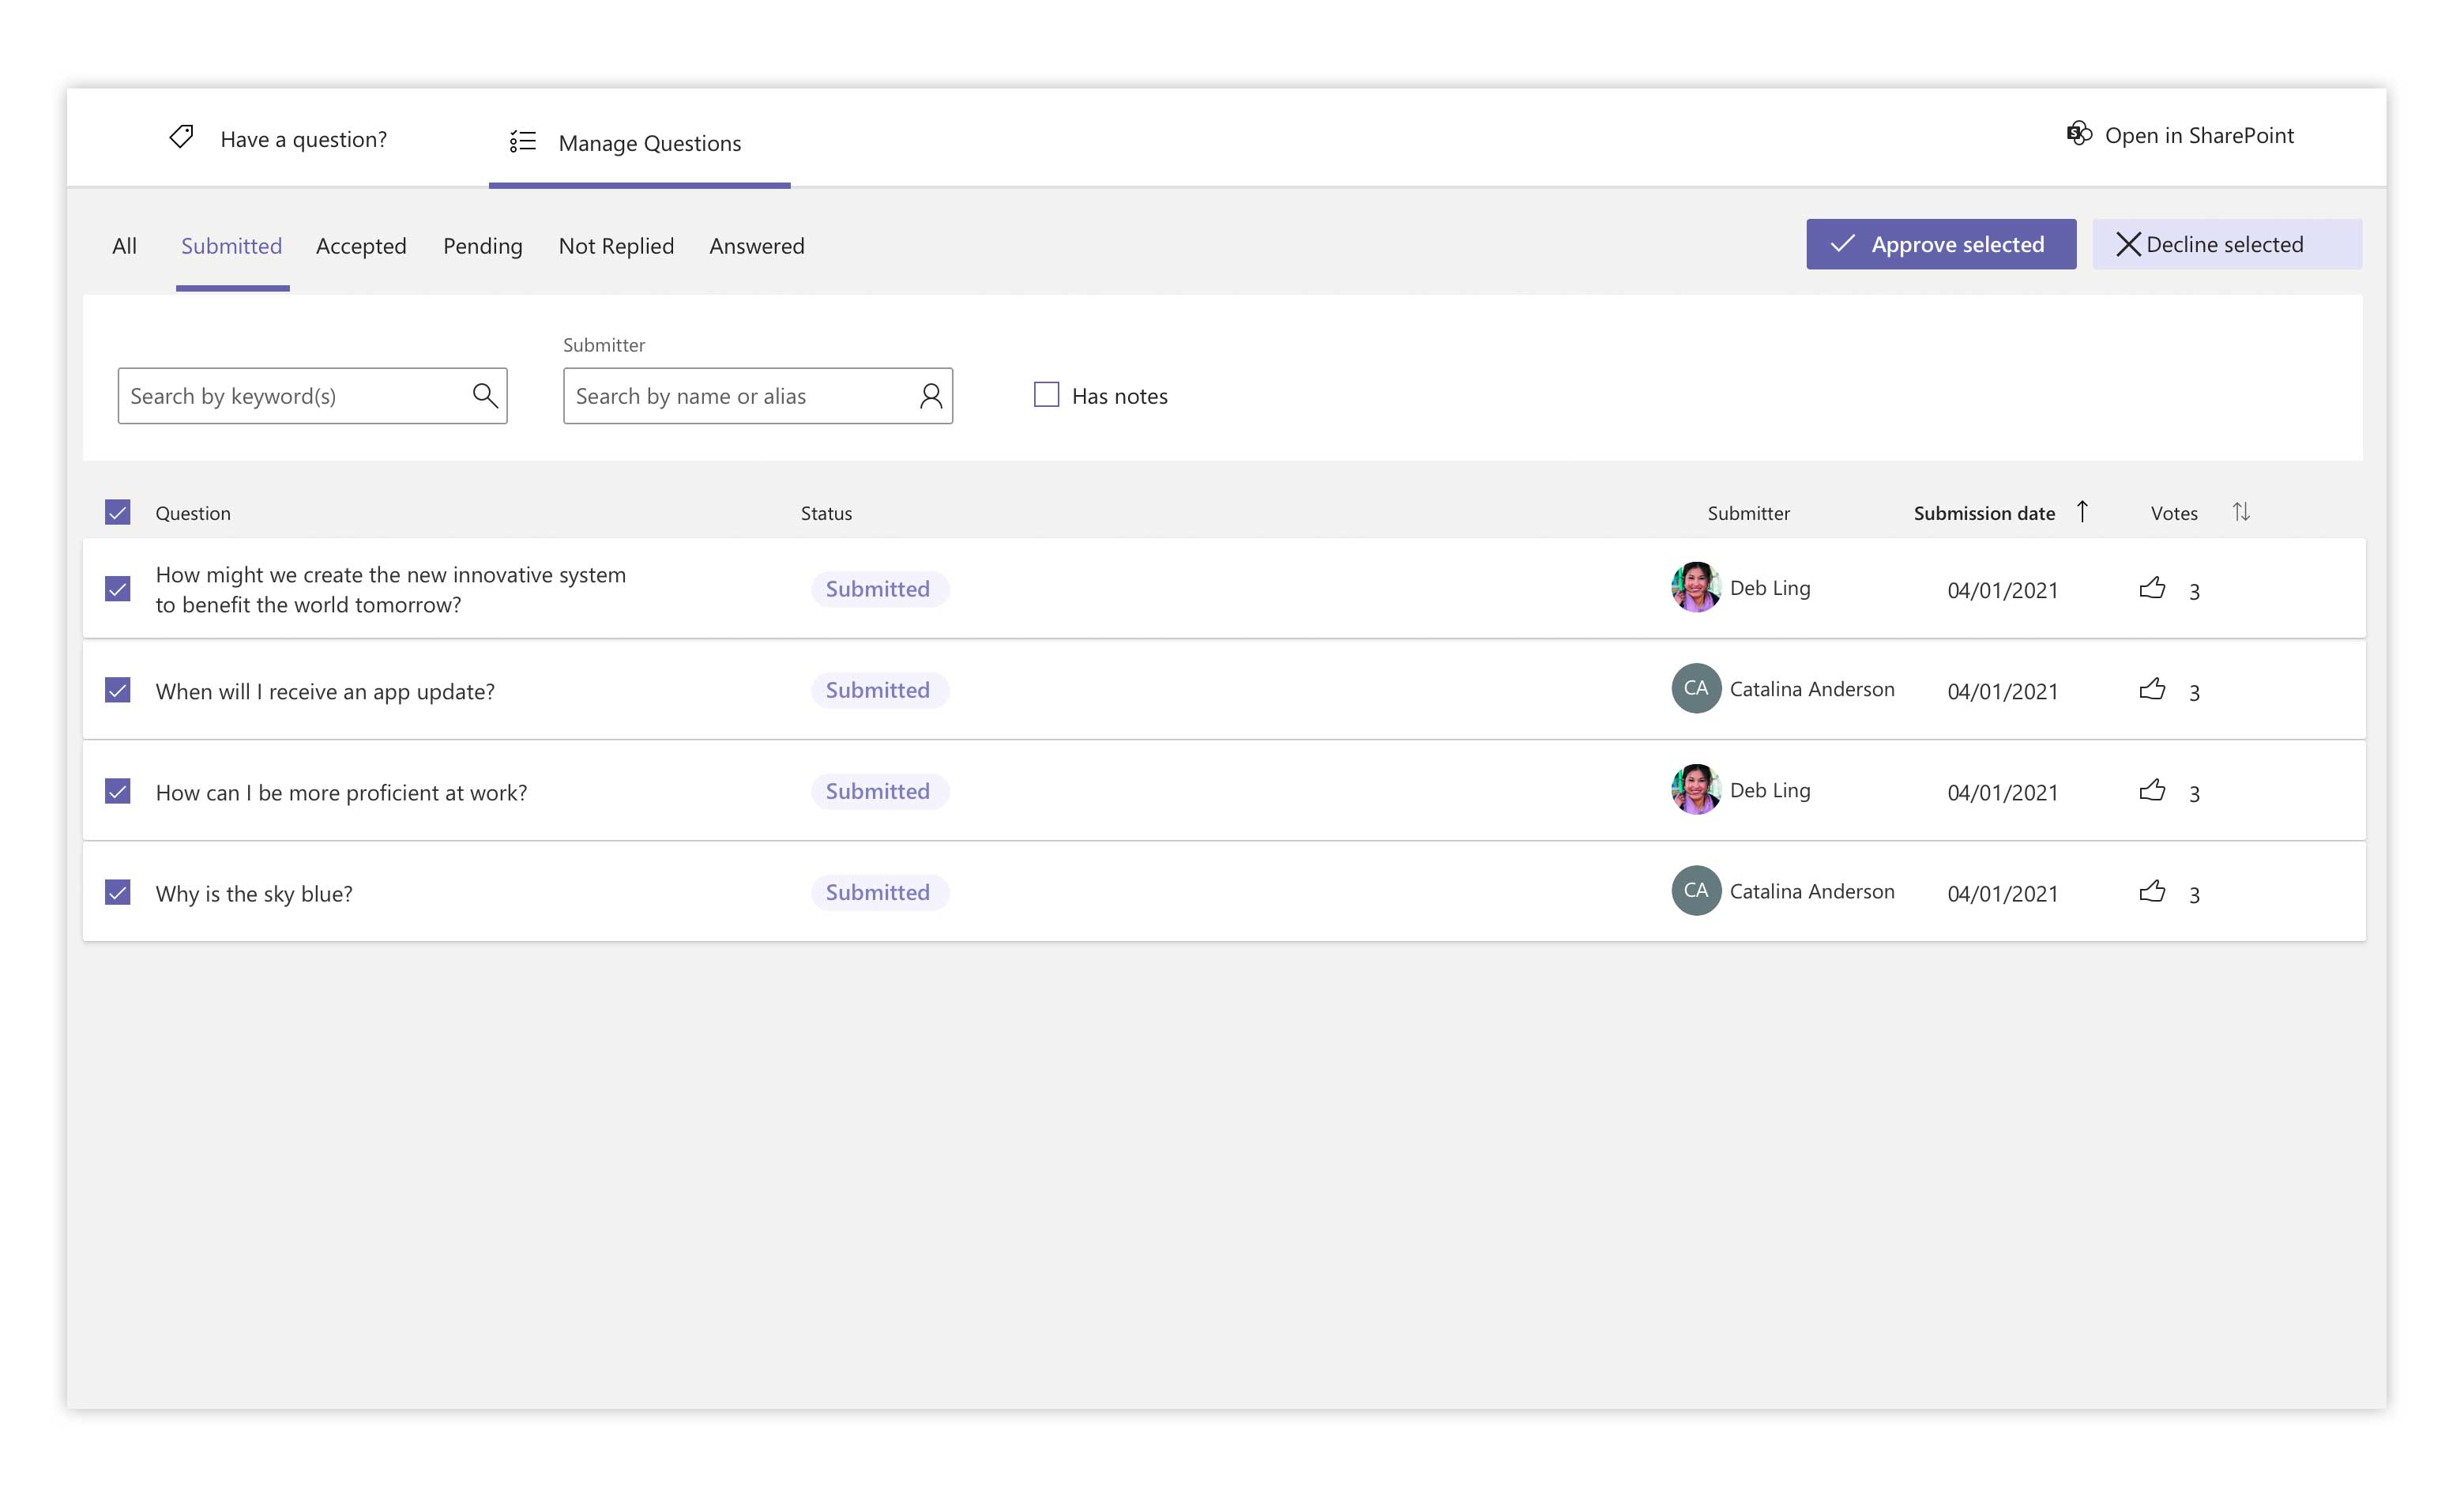 Have a question?
Manage Questions
Open in SharePoint
All
Submitted
Accepted
Pending
Not Replied
Answered
Approve selected
Decline selected
Submitter
Search by keyword(s)
Search by name or alias
Has notes
Question
Status
Submitter
Submission date
Votes
How might we create the new innovative system
to benefit the world tomorrow?
Submitted
Deb Ling
04/01/2021
3
When will I receive an app update?
Submitted
CA
Catalina Anderson
04/01/2021
3
How can I be more proficient at work?
Submitted
Deb Ling
04/01/2021
3
Why is the sky blue?
Submitted
CA
Catalina Anderson
04/01/2021
3